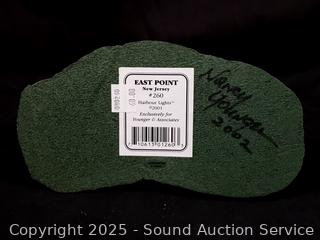 EAST POINT
New Jersey
#260
Harbour Lights™
©2001
Exclusively for
Younger & Associates
Nancy
Younger
2002
Copyright 2025 - Sound Auction Service